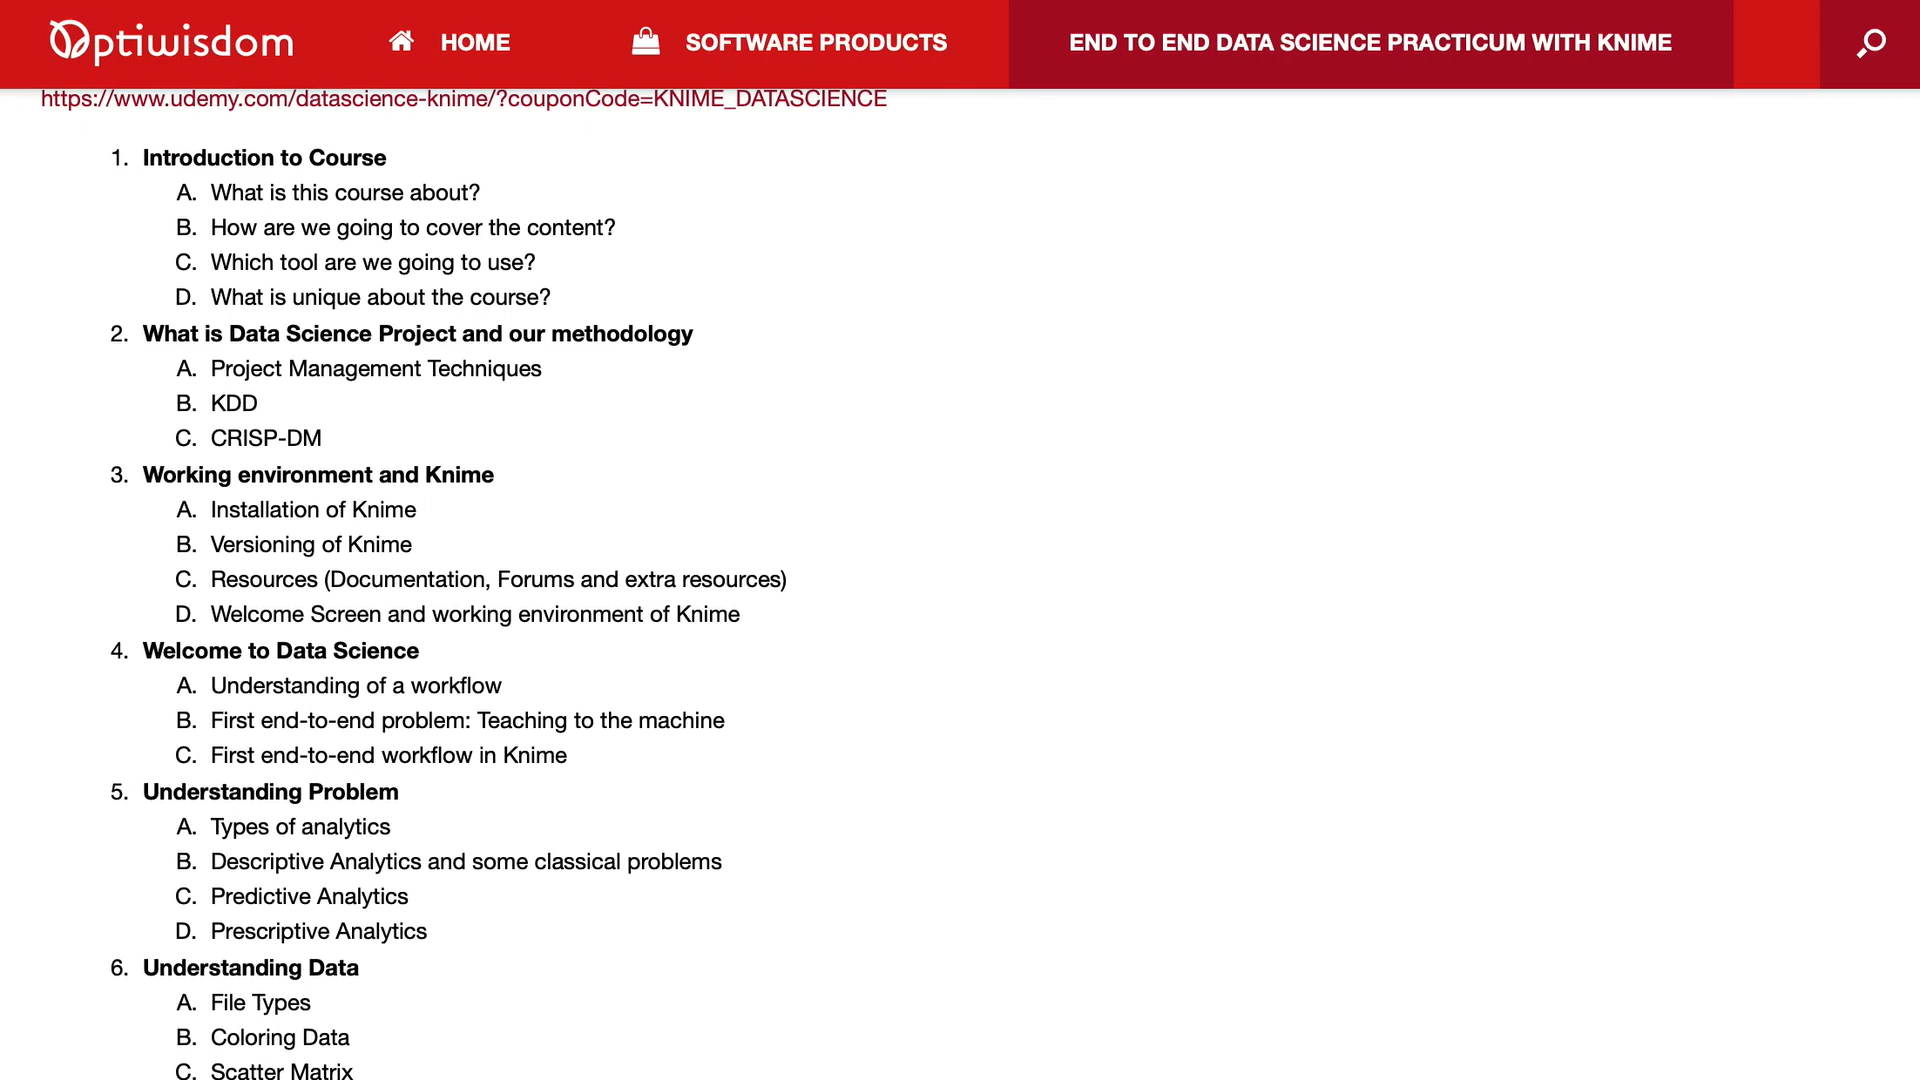 Optiwisdom HOME SOFTWARE PRODUCTS END TO END DATA SCIENCE PRACTICUM WITH KNIME
https://www.udemy.com/datascience-knime/?couponCode=KNIME_DATASCIENCE
1. Introduction to Course
A. What is this course about?
B. How are we going to cover the content?
C. Which tool are we going to use?
D. What is unique about the course?
2. What is Data Science Project and our methodology
A. Project Management Techniques
B. KDD
C. CRISP-DM
3. Working environment and Knime
A. Installation of Knime
B. Versioning of Knime
C. Resources (Documentation, Forums and extra resources)
D. Welcome Screen and working environment of Knime
4. Welcome to Data Science
A. Understanding of a workflow
B. First end-to-end problem: Teaching to the machine
C. First end-to-end workflow in Knime
5. Understanding Problem
A. Types of analytics
B. Descriptive Analytics and some classical problems
C. Predictive Analytics
D. Prescriptive Analytics
6. Understanding Data
A. File Types
B. Coloring Data
C. Scatter Matrix